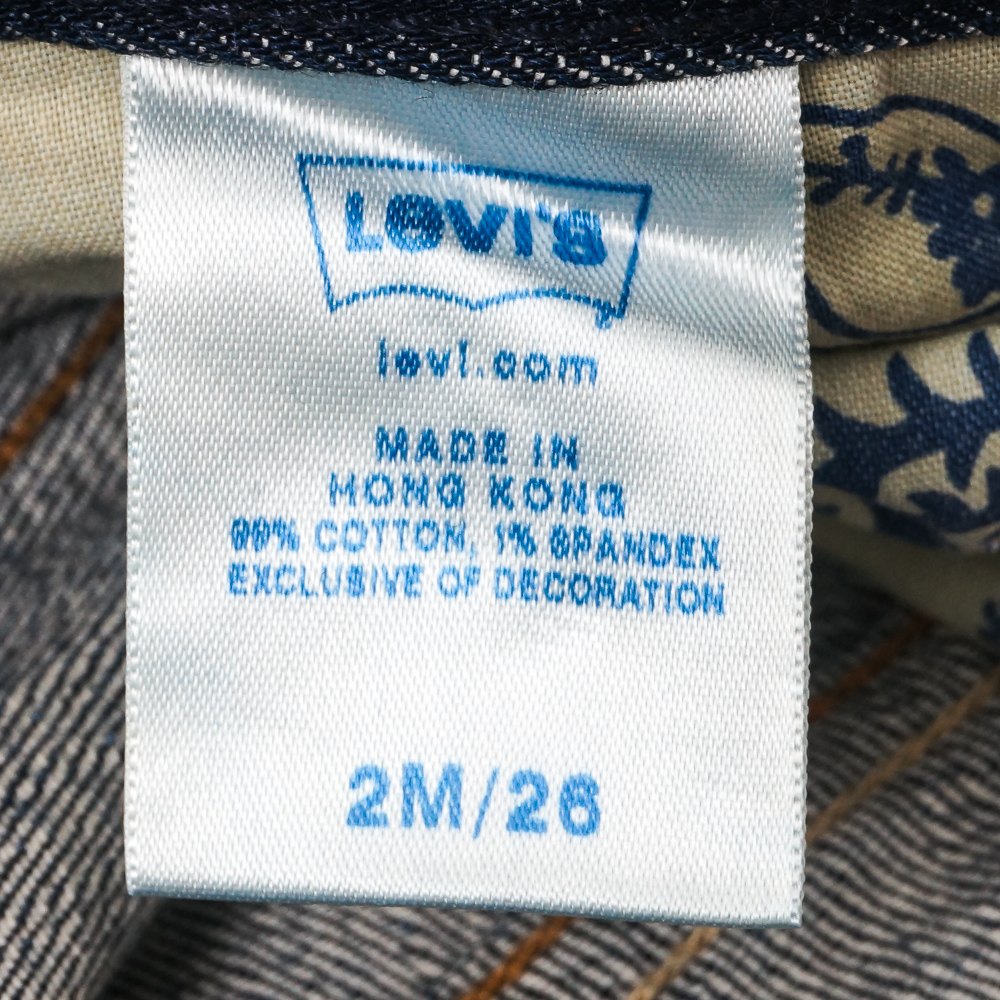 LEVI'S
levi.com
MADE IN
HONG KONG
99% COTTON, 1% SPANDEX
EXCLUSIVE OF DECORATION
2M/26